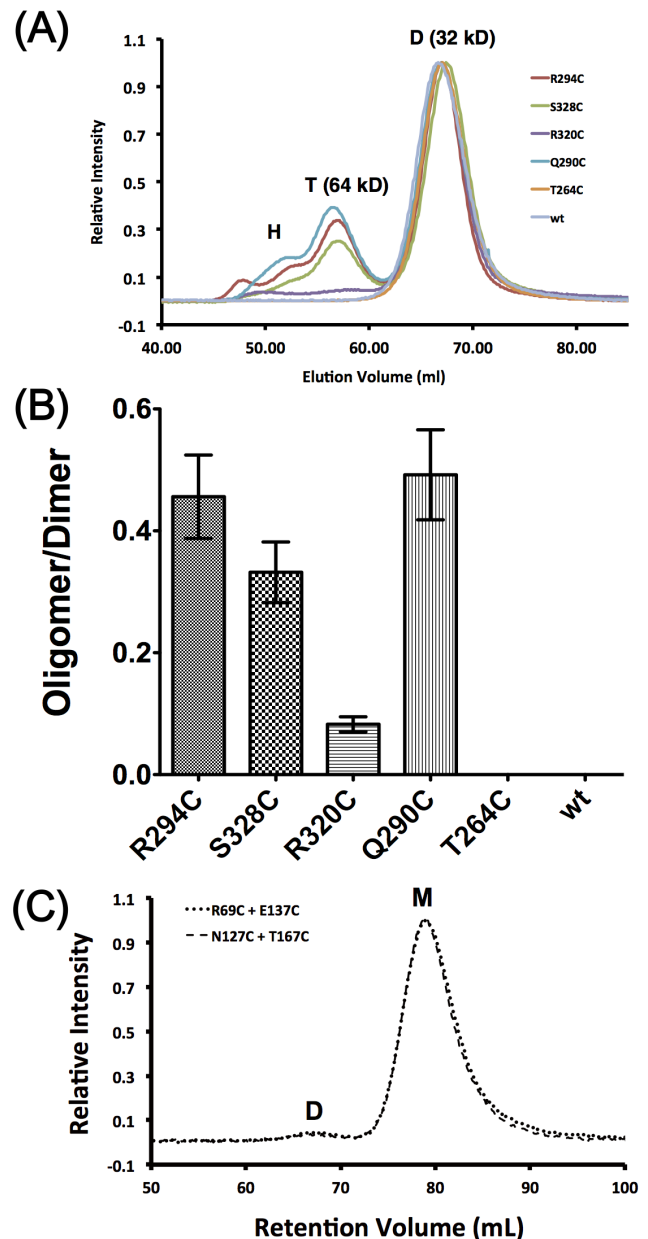 (A)
D (32 kD)
T (64 kD)
H
R294C
S328C
R320C
Q290C
T264C
wt
Relative Intensity
1.1
0.9
0.7
0.5
0.3
0.1
-0.1
40.00 50.00 60.00 70.00 80.00
Elution Volume (ml)
(B)
Oligomer/Dimer
0.6
0.4
0.2
0.0
R294C S328C R320C Q290C T264C wt
(C)
R69C + E137C
N127C + T167C
M
D
Relative Intensity
1.1
0.9
0.7
0.5
0.3
0.1
-0.1
50 60 70 80 90 100
Retention Volume (mL)